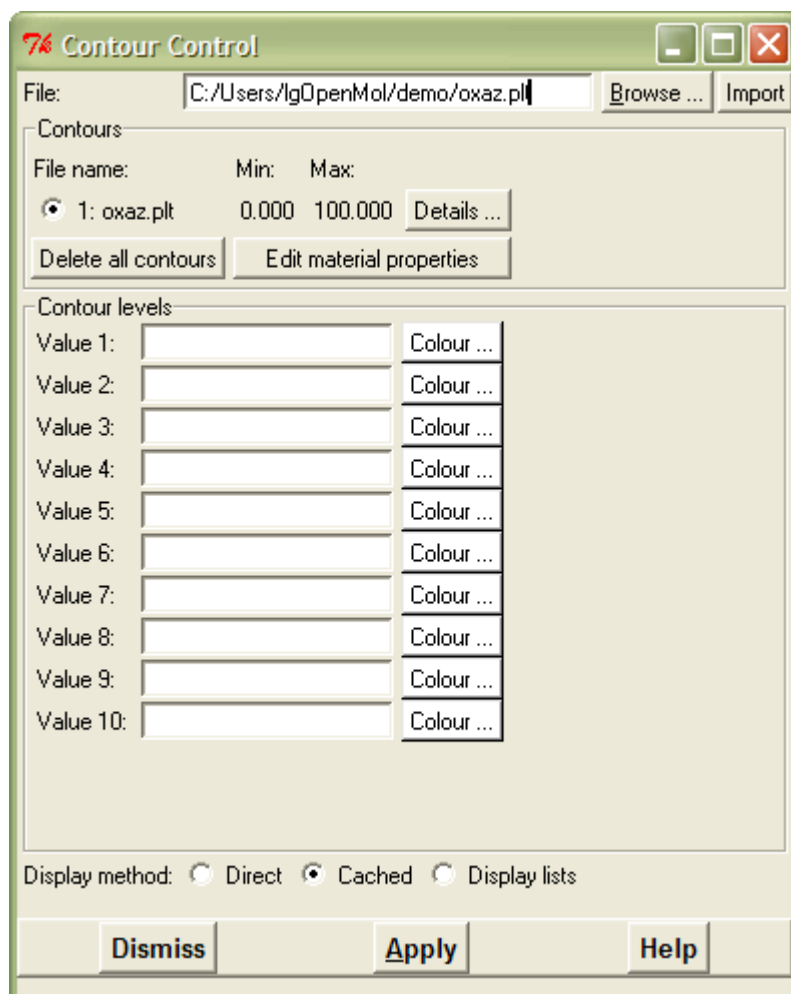 Contour Control
File: C:/Users/lgOpenMol/demo/oxaz.plt Browse ... Import
Contours
File name: Min: Max:
1: oxaz.plt 0.000 100.000 Details ...
Delete all contours Edit material properties
Contour levels
Value 1: Colour ...
Value 2: Colour ...
Value 3: Colour ...
Value 4: Colour ...
Value 5: Colour ...
Value 6: Colour ...
Value 7: Colour ...
Value 8: Colour ...
Value 9: Colour ...
Value 10: Colour ...
Display method: Direct Cached Display lists
Dismiss Apply Help